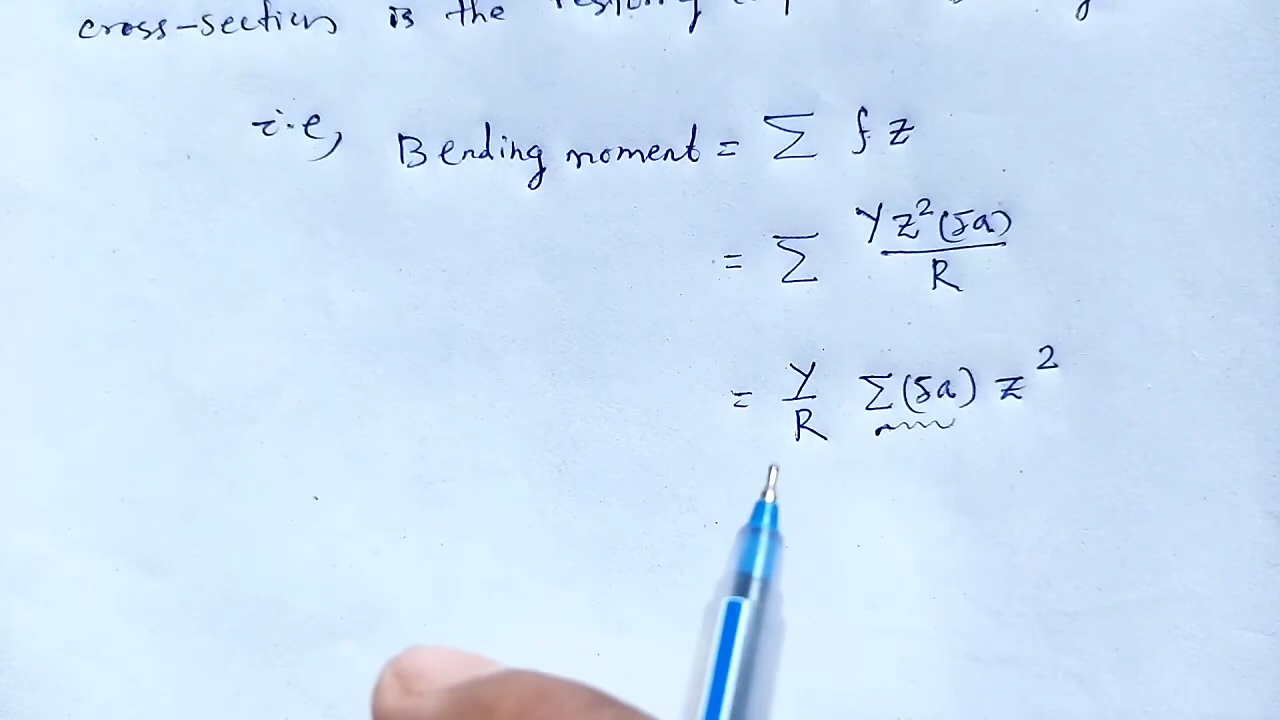 cross-section is the
i.e, Bending moment = Σ f z
= Σ Y z²(δa) / R
= Y/R Σ(δa) z²